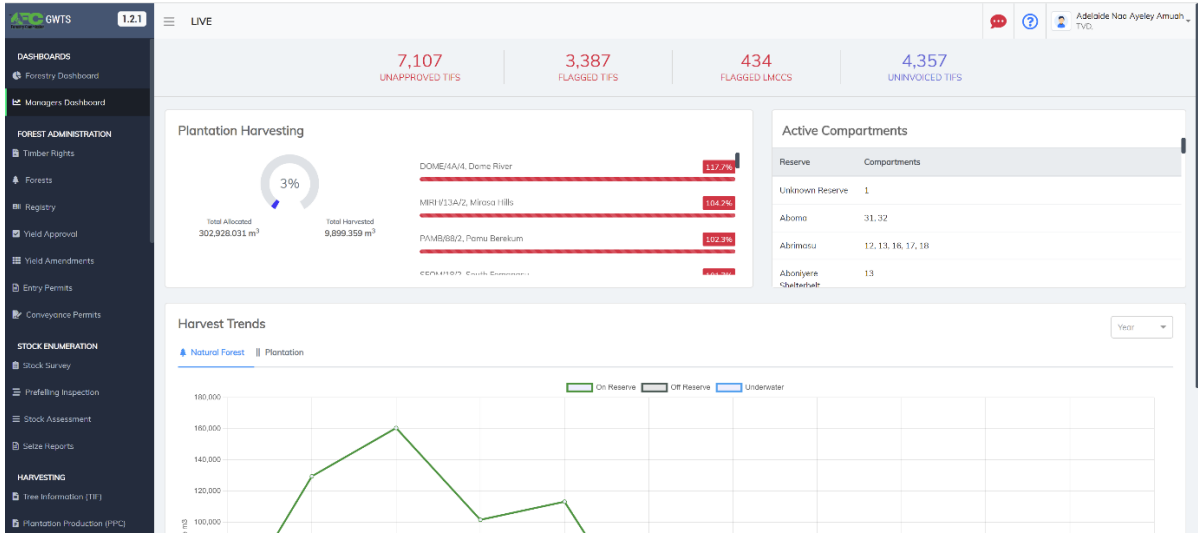 GWTS 1.2.1
LIVE
Adelaide Naa Ayeley Amuah
TVD,
DASHBOARDS
Forestry Dashboard
Managers Dashboard
FOREST ADMINISTRATION
Timber Rights
Forests
Registry
Yield Approval
Yield Amendments
Entry Permits
Conveyance Permits
STOCK ENUMERATION
Stock Survey
Prefelling Inspection
Stock Assessment
Seize Reports
HARVESTING
Tree Information (TIF)
Plantation Production (PPC)
7,107
UNAPPROVED TIFS
3,387
FLAGGED TIFS
434
FLAGGED LMCCS
4,357
UNINVOICED TIFS
Plantation Harvesting
3%
Total Allocated
302,928.031 m3
Total Harvested
9,899.359 m3
DOME/4A/4, Dome River 117.7%
MIRH/13A/2, Mirasa Hills 104.2%
PAMB/88/2, Pamu Berekum 102.3%
Active Compartments
Reserve Compartments
Unknown Reserve 1
Aboma 31, 32
Abrimasu 12, 13, 16, 17, 18
Aboniyere 13
Shelterbelt
Harvest Trends
Year
Natural Forest Plantation
On Reserve Off Reserve Underwater
180,000
160,000
140,000
120,000
100,000
m3